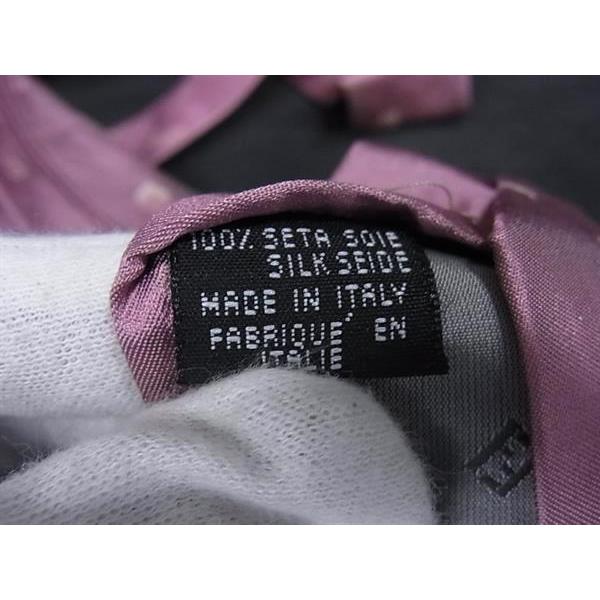 100% SETA SOIE
SILK SEIDE
MADE IN ITALY
FABRIQUE' EN
ITALIE